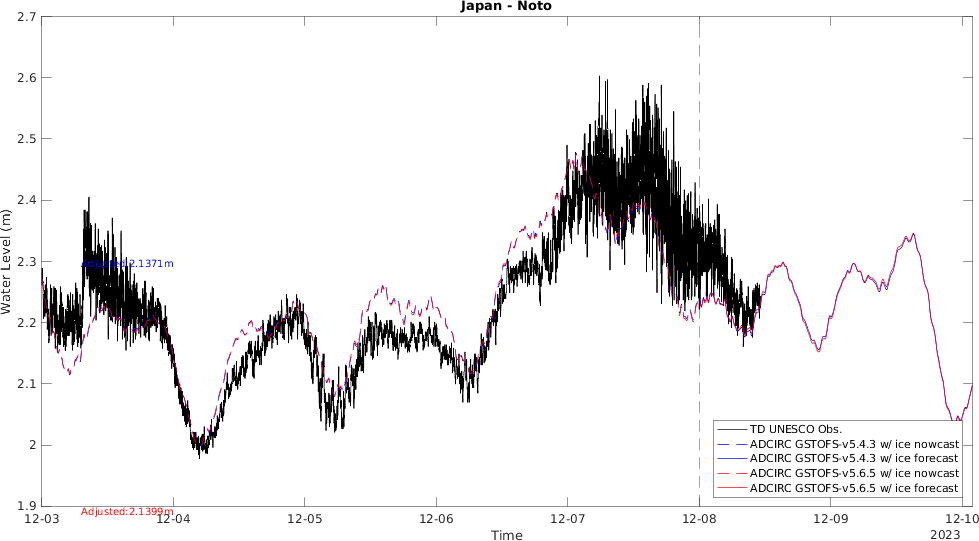 Japan - Noto
2.7
2.6
2.5
2.4
2.3
2.2
2.1
2
1.9
Water Level (m)
Adjusted:2.1371m
Adjusted:2.1399m
TD UNESCO Obs.
ADCIRC GSTOFS-v5.4.3 w/ ice nowcast
ADCIRC GSTOFS-v5.4.3 w/ ice forecast
ADCIRC GSTOFS-v5.6.5 w/ ice nowcast
ADCIRC GSTOFS-v5.6.5 w/ ice forecast
12-03 12-04 12-05 12-06 12-07 12-08 12-09 12-10
Time
2023